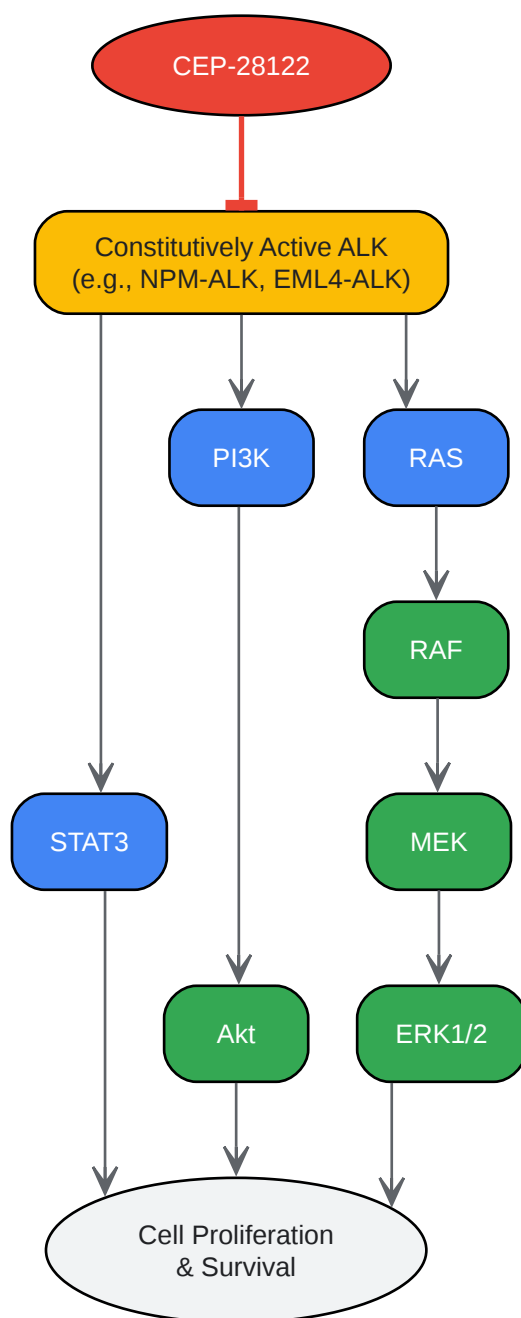 CEP-28122
Constitutively Active ALK
(e.g., NPM-ALK, EML4-ALK)
PI3K
RAS
RAF
STAT3
MEK
Akt
ERK1/2
Cell Proliferation
& Survival